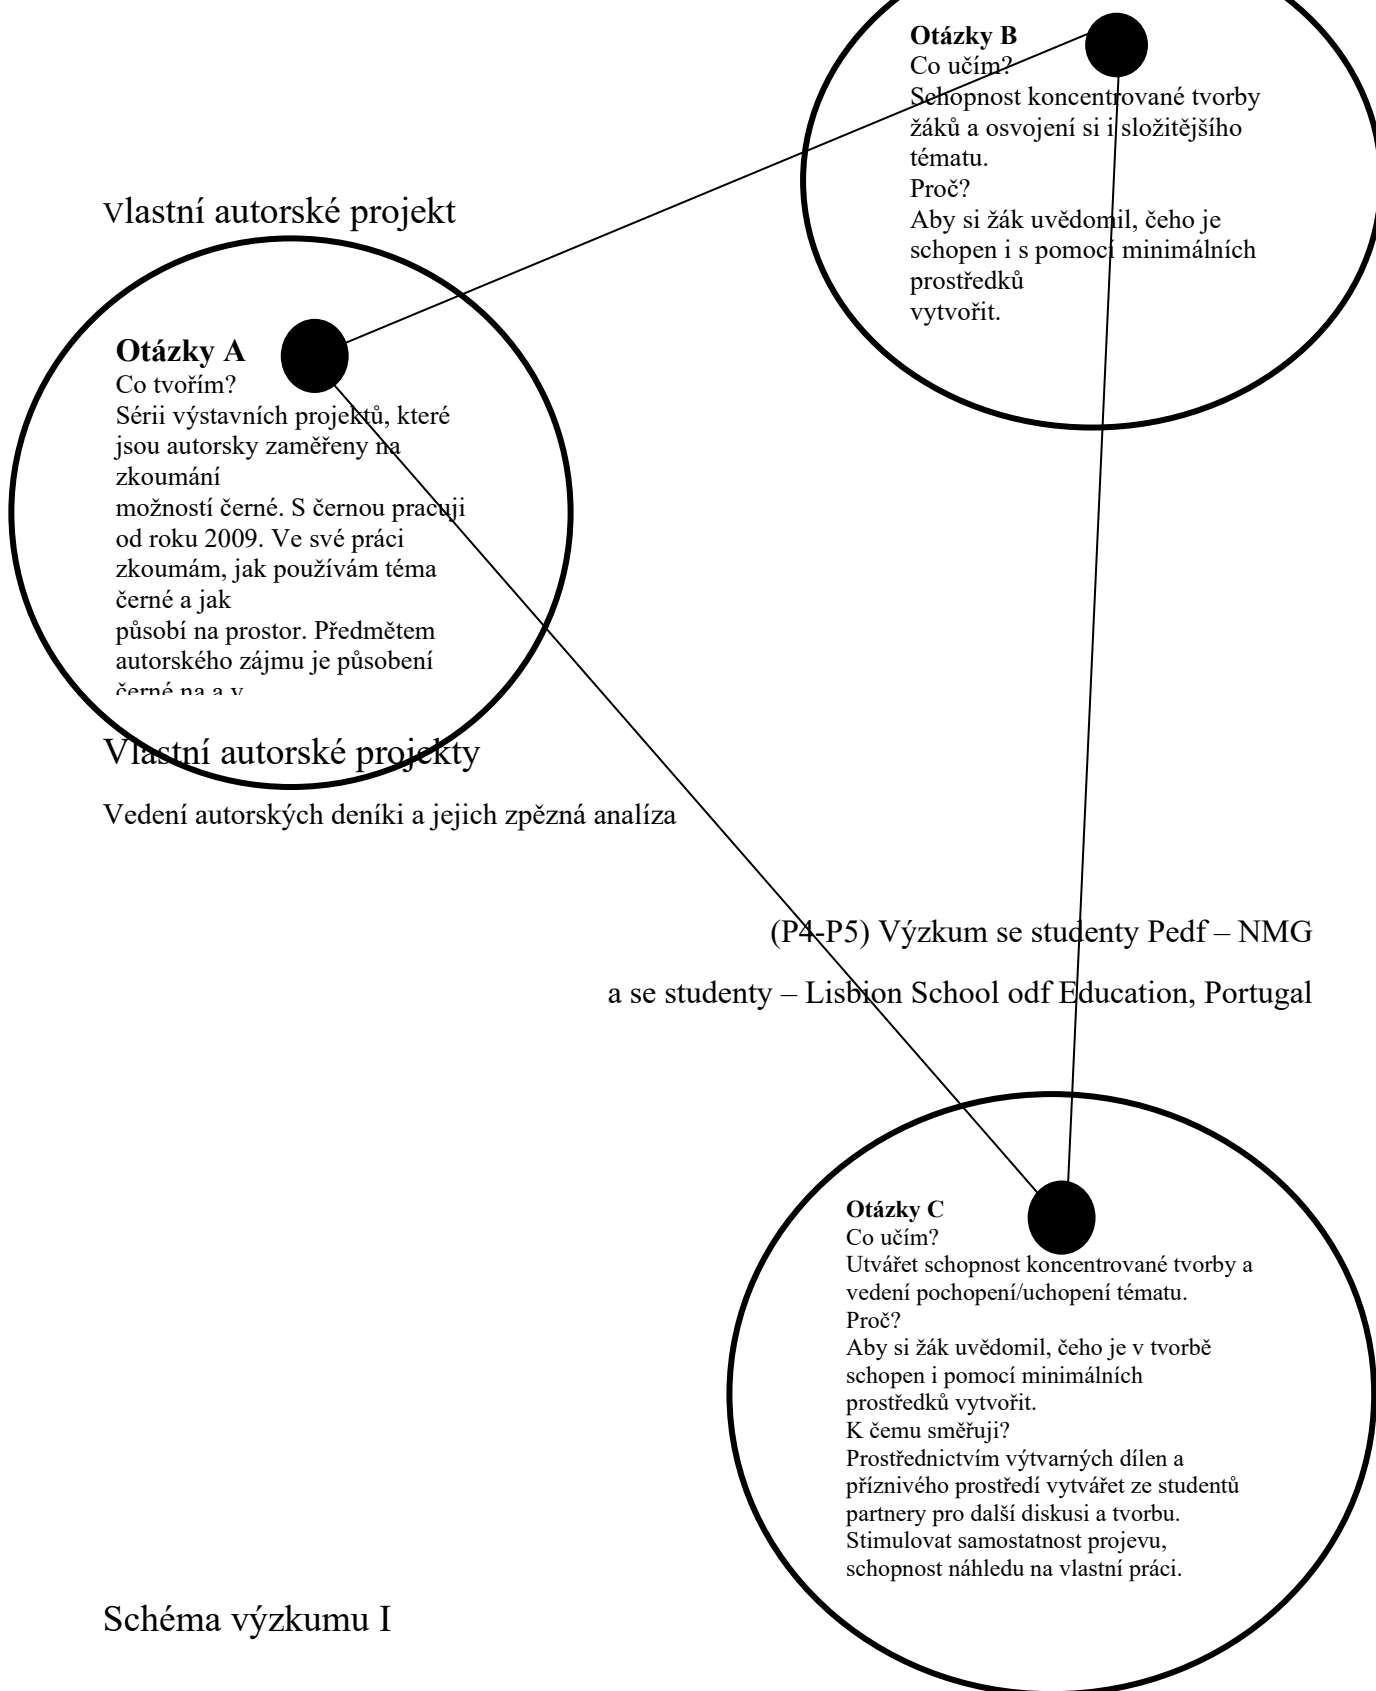 Otázky B
Co učím?
Schopnost koncentrované tvorby
žáků a osvojení si i složitějšího
tématu.
Proč?
Aby si žák uvědomil, čeho je
schopen i s pomocí minimálních
prostředků
vytvořit.
Vlastní autorské projekt
Otázky A
Co tvořím?
Sérii výstavních projektů, které
jsou autorsky zaměřeny na
zkoumání
možností černé. S černou pracuji
od roku 2009. Ve své práci
zkoumám, jak používám téma
černé a jak
působí na prostor. Předmětem
autorského zájmu je působení
černé na a v
Vlastní autorské projekty
Vedení autorských deníki a jejich zpězná analíza
(P4-P5) Výzkum se studenty Pedf – NMG
a se studenty – Lisbion School odf Education, Portugal
Otázky C
Co učím?
Utvářet schopnost koncentrované tvorby a
vedení pochopení/uchopení tématu.
Proč?
Aby si žák uvědomil, čeho je v tvorbě
schopen i pomocí minimálních
prostředků vytvořit.
K čemu směřuji?
Prostřednictvím výtvarných dílen a
příznivého prostředí vytvářet ze studentů
partnery pro další diskusi a tvorbu.
Stimulovat samostatnost projevu,
schopnost náhledu na vlastní práci.
Schéma výzkumu I